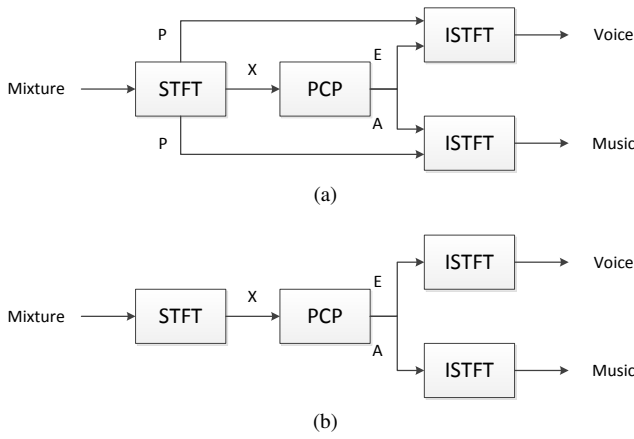 P
ISTFT
Voice
X
E
Mixture
STFT
PCP
A
P
ISTFT
Music
(a)
ISTFT
Voice
X
E
Mixture
STFT
PCP
A
ISTFT
Music
(b)